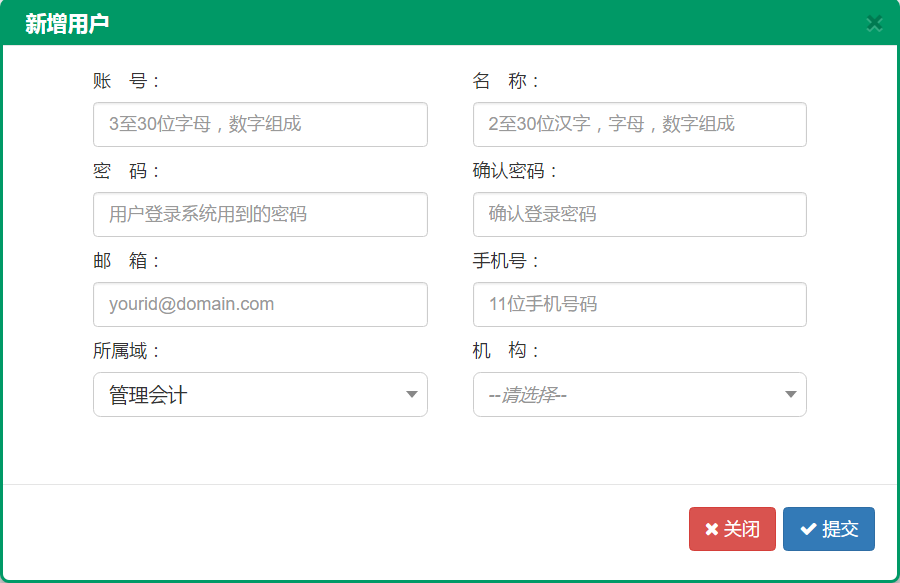 新增用户
账 号：
名 称：
3至30位字母，数字组成
2至30位汉字，字母，数字组成
密 码：
确认密码：
用户登录系统用到的密码
确认登录密码
邮 箱：
手机号：
yourid@domain.com
11位手机号码
所属域：
机 构：
管理会计
--请选择--
关闭
提交